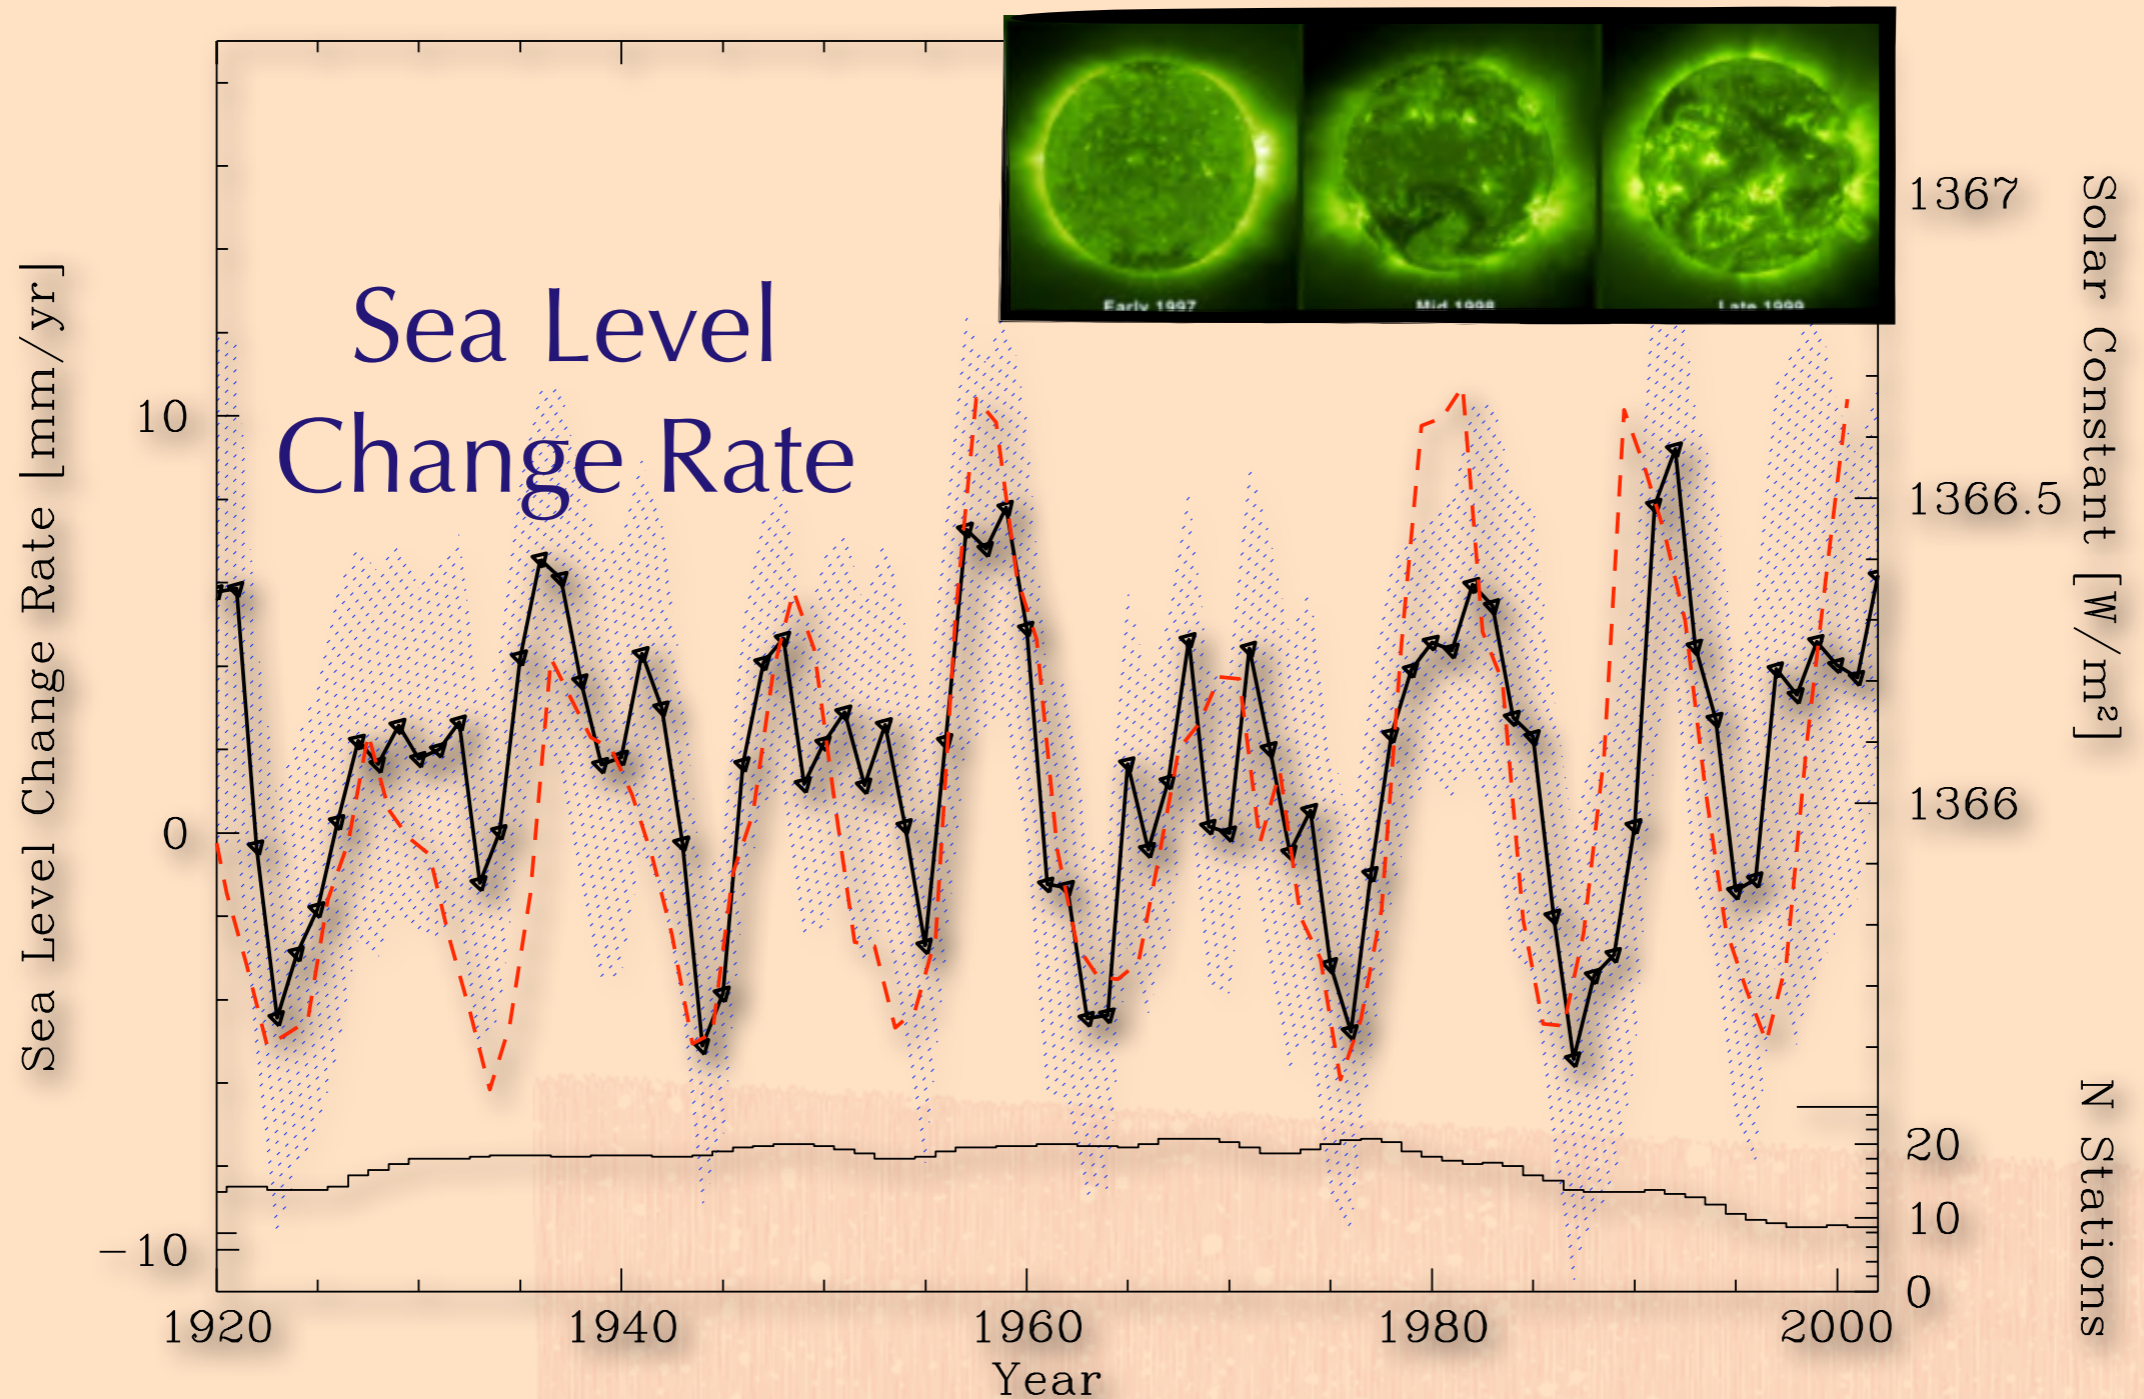 Early 1997
Mid 1998
Late 1999
Sea Level
Change Rate
Sea Level Change Rate [mm/yr]
10
0
−10
1367
1366.5
1366
Solar Constant [W/m²]
20
10
0
N Stations
1920
1940
1960
1980
2000
Year